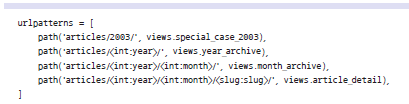 urlpatterns = [
path('articles/2003/', views.special_case_2003),
path('articles/<int:year>/', views.year_archive),
path('articles/<int:year>/<int:month>/', views.month_archive),
path('articles/<int:year>/<int:month>/<slug:slug>/', views.article_detail),
]